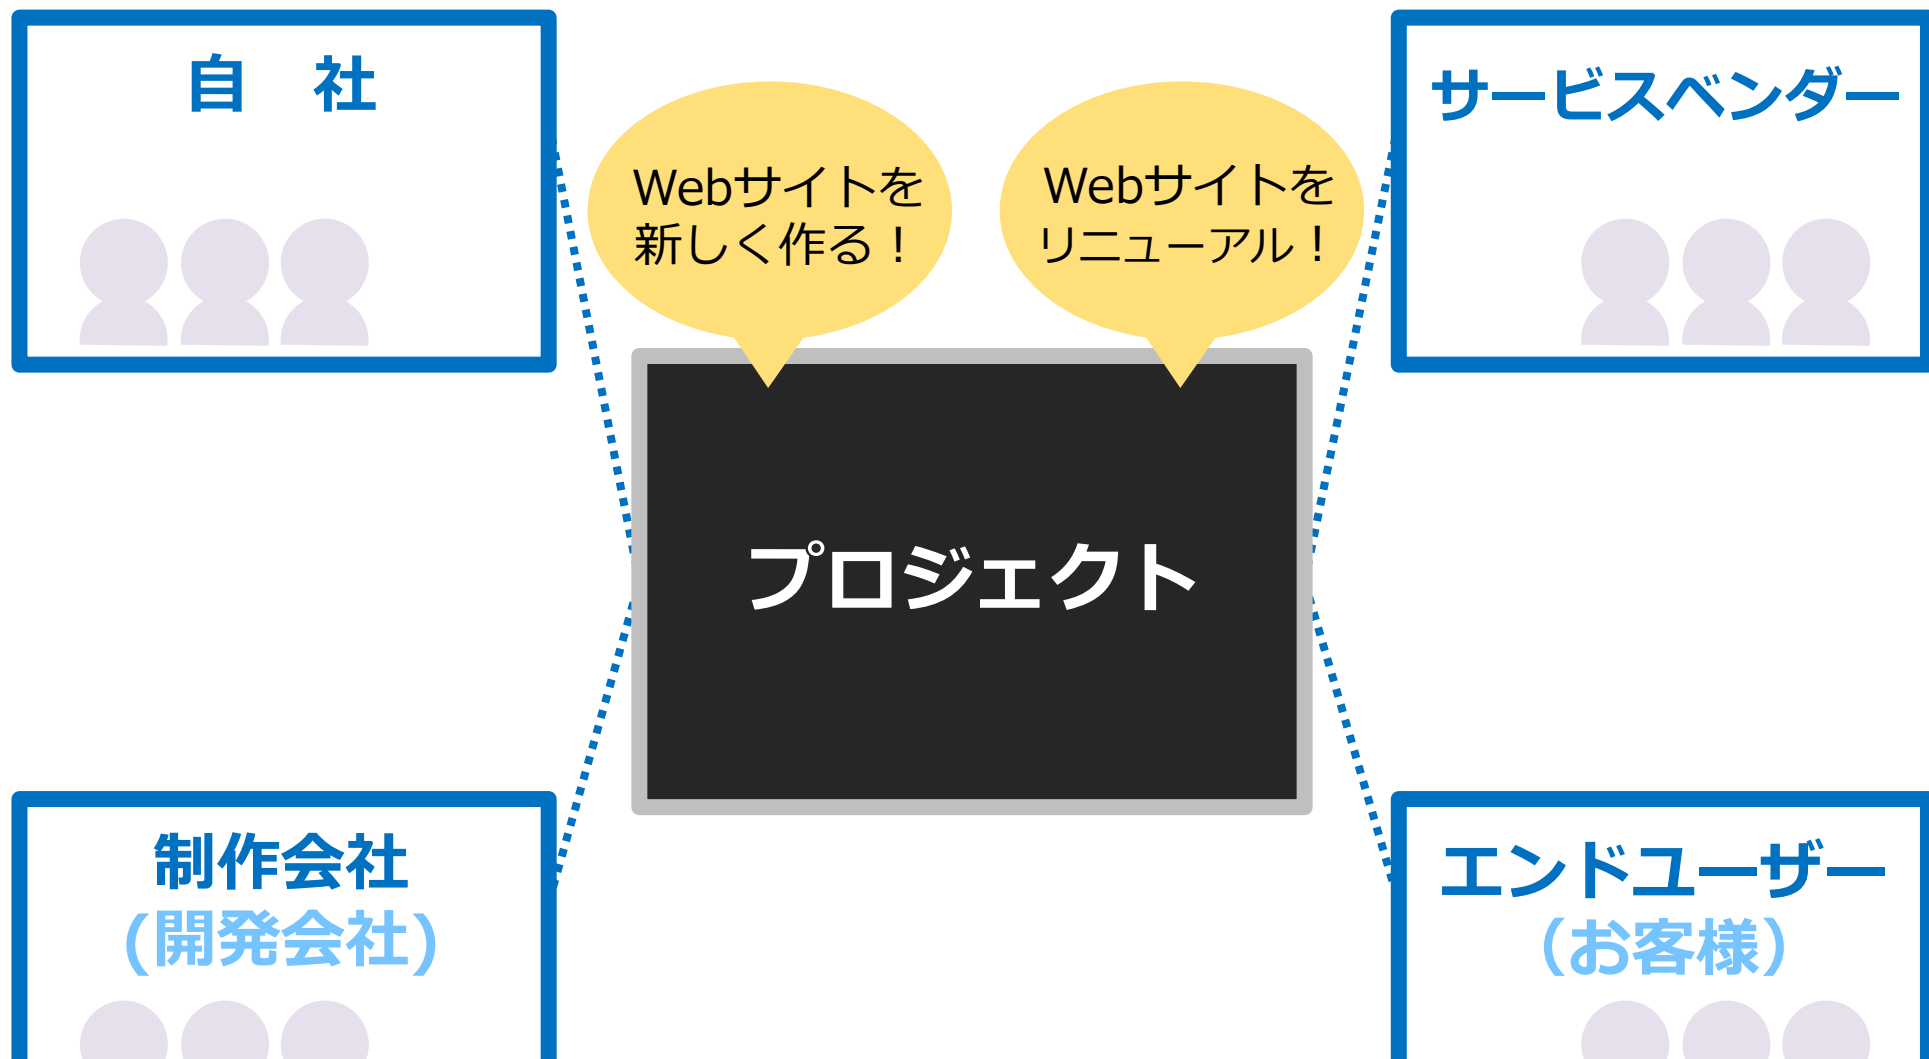 自　社
サービスベンダー
Webサイトを
新しく作る！
Webサイトを
リニューアル！
プロジェクト
制作会社
(開発会社)
エンドユーザー
（お客様）